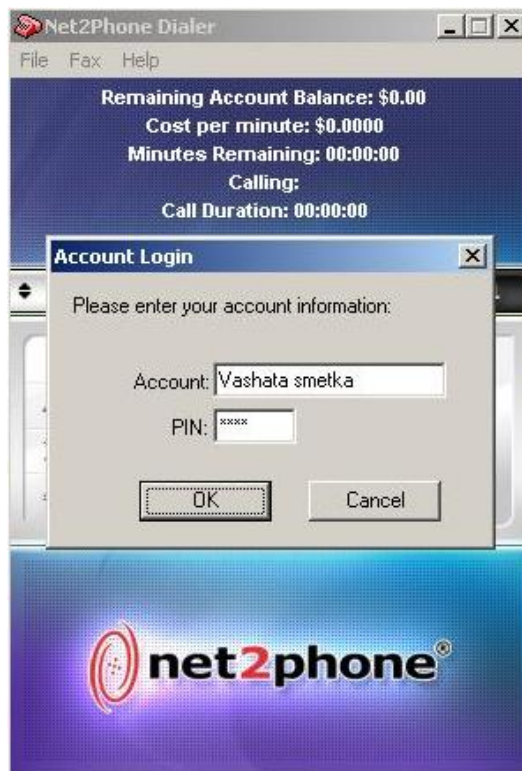 Net2Phone Dialer
File Fax Help
Remaining Account Balance: $0.00
Cost per minute: $0.0000
Minutes Remaining: 00:00:00
Calling:
Call Duration: 00:00:00
Account Login
Please enter your account information:
Account: Vashata smetka
PIN: ****
OK Cancel
net2phone®